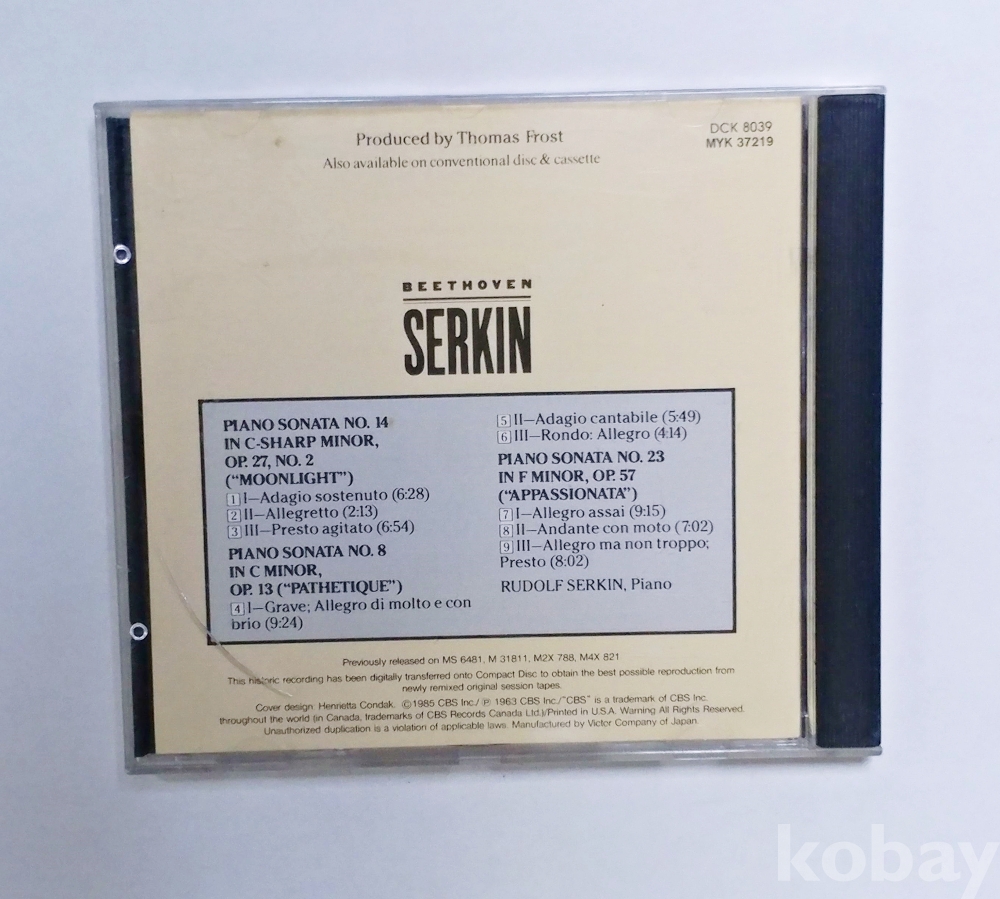 Produced by Thomas Frost
Also available on conventional disc & cassette
DCK 8039
MYK 37219
BEETHOVEN
SERKIN
PIANO SONATA NO. 14
IN C-SHARP MINOR,
OP. 27, NO. 2
("MOONLIGHT")
1 I—Adagio sostenuto (6:28)
2 II—Allegretto (2:13)
3 III—Presto agitato (6:54)
PIANO SONATA NO. 8
IN C MINOR,
OP. 13 ("PATHETIQUE")
4 I—Grave; Allegro di molto e con
brio (9:24)
5 II—Adagio cantabile (5:49)
6 III—Rondo: Allegro (4:14)
PIANO SONATA NO. 23
IN F MINOR, OP. 57
("APPASSIONATA")
7 I—Allegro assai (9:15)
8 II—Andante con moto (7:02)
9 III—Allegro ma non troppo;
Presto (8:02)
RUDOLF SERKIN, Piano
Previously released on MS 6481, M 31811, M2X 788, M4X 821
This historic recording has been digitally transferred onto Compact Disc to obtain the best possible reproduction from
newly remixed original session tapes.
Cover design: Henrietta Condak. ©1985 CBS Inc./ ℗ 1963 CBS Inc./"CBS" is a trademark of CBS Inc.
throughout the world (in Canada, trademarks of CBS Records Canada Ltd.)/Printed in U.S.A. Warning All Rights Reserved.
Unauthorized duplication is a violation of applicable laws. Manufactured by Victor Company of Japan.
kobay